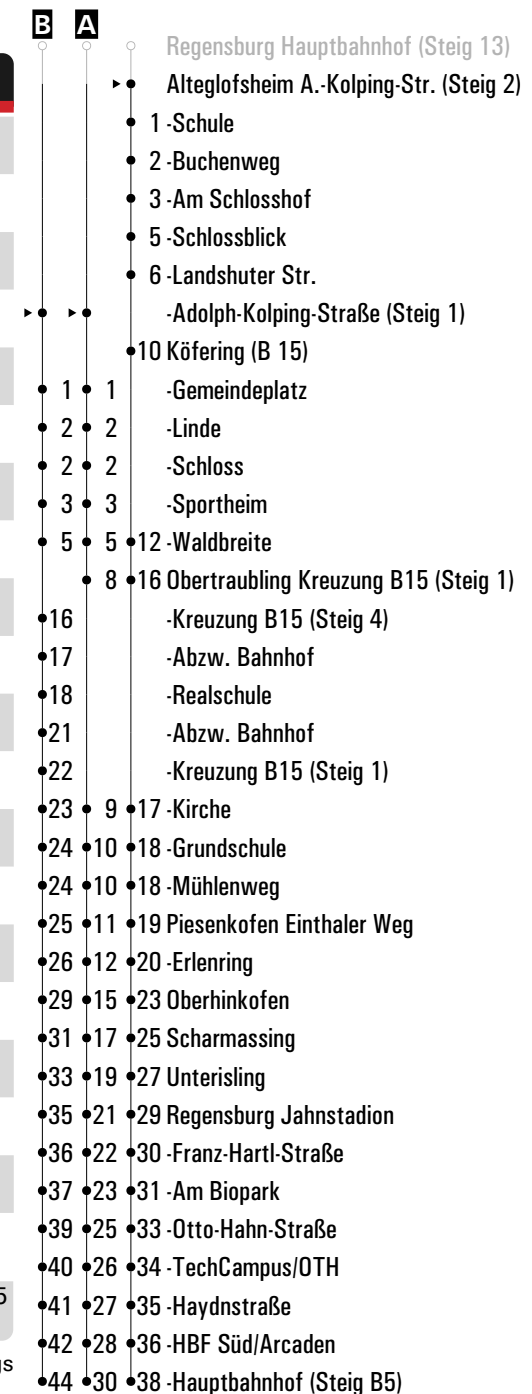 B A
Regensburg Hauptbahnhof (Steig 13)
Alteglofsheim A.-Kolping-Str. (Steig 2)
1 -Schule
2 -Buchenweg
3 -Am Schlosshof
5 -Schlossblick
6 -Landshuter Str.
-Adolph-Kolping-Straße (Steig 1)
10 Köfering (B 15)
1 1 -Gemeindeplatz
2 2 -Linde
2 2 -Schloss
3 3 -Sportheim
5 5 12 -Waldbreite
8 16 Obertraubling Kreuzung B15 (Steig 1)
16 -Kreuzung B15 (Steig 4)
17 -Abzw. Bahnhof
18 -Realschule
21 -Abzw. Bahnhof
22 -Kreuzung B15 (Steig 1)
23 9 17 -Kirche
24 10 18 -Grundschule
24 10 18 -Mühlenweg
25 11 19 Piesenkofen Einthaler Weg
26 12 20 -Erlenring
29 15 23 Oberhinkofen
31 17 25 Scharmassing
33 19 27 Unterisling
35 21 29 Regensburg Jahnstadion
36 22 30 -Franz-Hartl-Straße
37 23 31 -Am Biopark
39 25 33 -Otto-Hahn-Straße
40 26 34 -TechCampus/OTH
41 27 35 -Haydnstraße
42 28 36 -HBF Süd/Arcaden
44 30 38 -Hauptbahnhof (Steig B5)